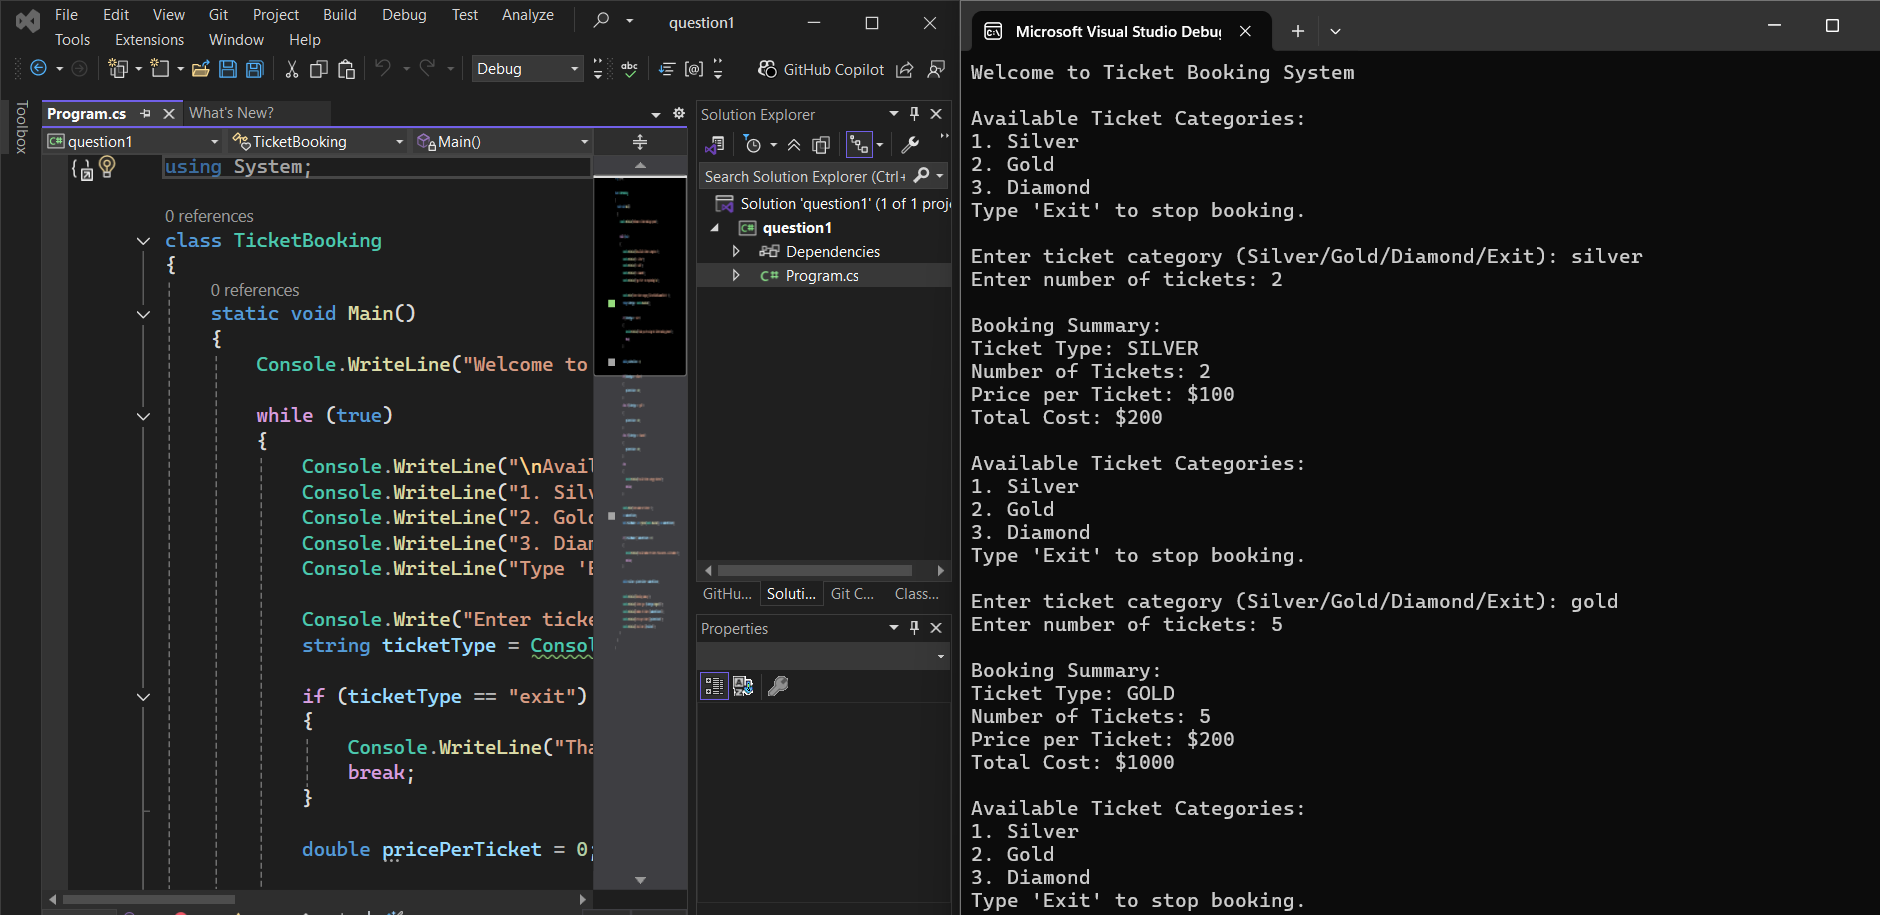 File Edit View Git Project Build Debug Test Analyze question1
Tools Extensions Window Help
Debug GitHub Copilot
Toolbox
Program.cs What's New?
question1 TicketBooking Main()
using System;
0 references
class TicketBooking
{
0 references
static void Main()
{
Console.WriteLine("Welcome to
while (true)
{
Console.WriteLine("\nAvail
Console.WriteLine("1. Silv
Console.WriteLine("2. Gold
Console.WriteLine("3. Diam
Console.WriteLine("Type 'E
Console.Write("Enter ticke
string ticketType = Consol
if (ticketType == "exit")
{
Console.WriteLine("Tha
break;
}
double pricePerTicket = 0;
Solution Explorer
Search Solution Explorer (Ctrl+
Solution 'question1' (1 of 1 proj
question1
Dependencies
C# Program.cs
GitHu... Soluti... Git C... Class...
Properties
Microsoft Visual Studio Debug
Welcome to Ticket Booking System
Available Ticket Categories:
1. Silver
2. Gold
3. Diamond
Type 'Exit' to stop booking.
Enter ticket category (Silver/Gold/Diamond/Exit): silver
Enter number of tickets: 2
Booking Summary:
Ticket Type: SILVER
Number of Tickets: 2
Price per Ticket: $100
Total Cost: $200
Available Ticket Categories:
1. Silver
2. Gold
3. Diamond
Type 'Exit' to stop booking.
Enter ticket category (Silver/Gold/Diamond/Exit): gold
Enter number of tickets: 5
Booking Summary:
Ticket Type: GOLD
Number of Tickets: 5
Price per Ticket: $200
Total Cost: $1000
Available Ticket Categories:
1. Silver
2. Gold
3. Diamond
Type 'Exit' to stop booking.